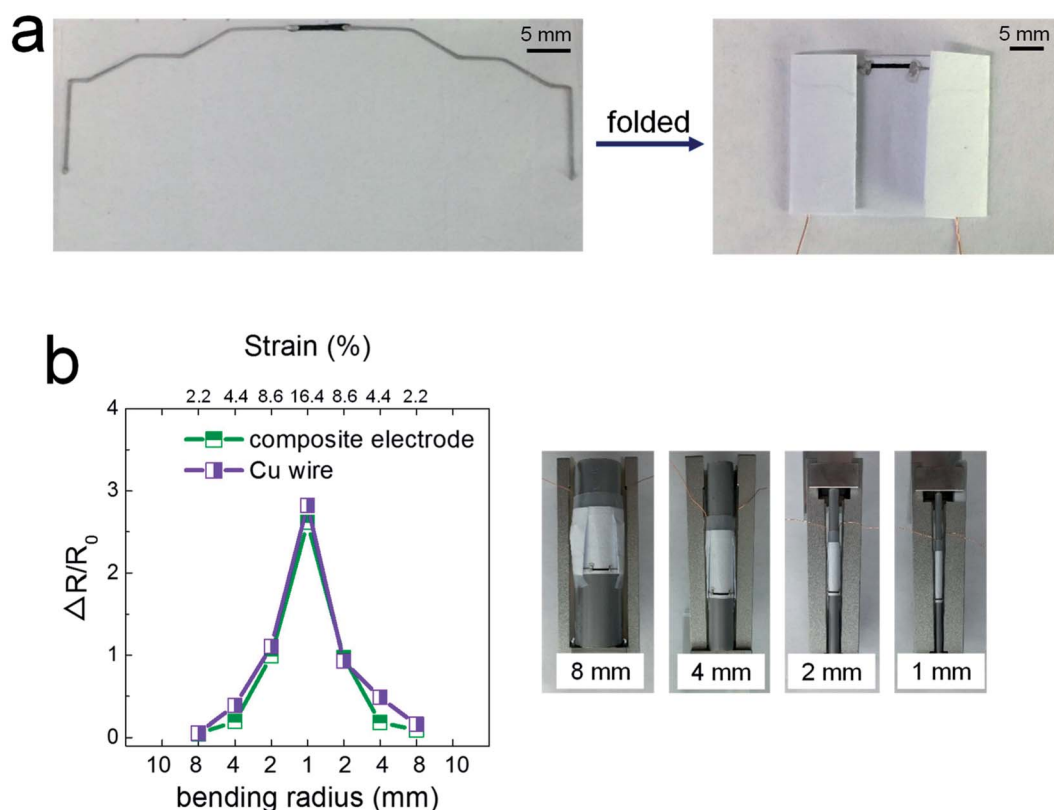 a
5 mm
folded
5 mm
b
Strain (%)
2.2 4.4 8.6 16.4 8.6 4.4 2.2
4
3
2
1
0
composite electrode
Cu wire
△R/R₀
10 8 4 2 1 2 4 8 10
bending radius (mm)
8 mm
4 mm
2 mm
1 mm